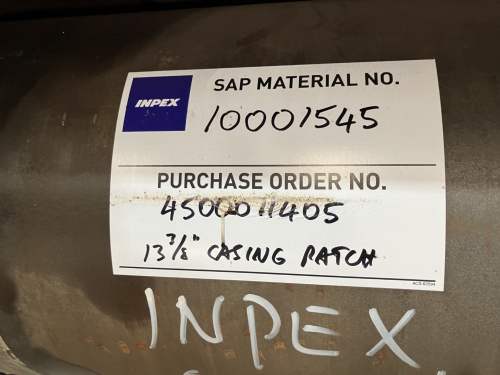 INPEX
SAP MATERIAL NO.
10001545
PURCHASE ORDER NO.
4500011405
13 3/8" CASING PATCH
INPEX